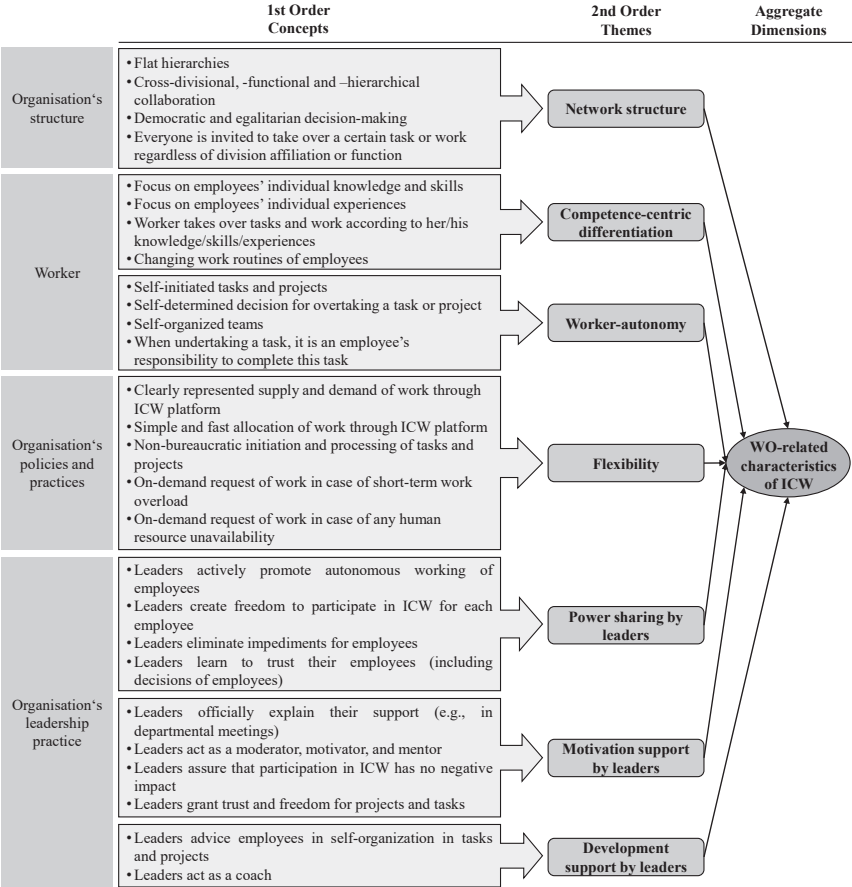 1st Order
Concepts
2nd Order
Themes
Aggregate
Dimensions
Organisation‘s
structure
• Flat hierarchies
• Cross-divisional, -functional and –hierarchical
collaboration
• Democratic and egalitarian decision-making
• Everyone is invited to take over a certain task or work
regardless of division affiliation or function
Network structure
Worker
• Focus on employees’ individual knowledge and skills
• Focus on employees’ individual experiences
• Worker takes over tasks and work according to her/his
knowledge/skills/experiences
• Changing work routines of employees
Competence-centric
differentiation
• Self-initiated tasks and projects
• Self-determined decision for overtaking a task or project
• Self-organized teams
• When undertaking a task, it is an employee’s
responsibility to complete this task
Worker-autonomy
Organisation‘s
policies and
practices
• Clearly represented supply and demand of work through
ICW platform
• Simple and fast allocation of work through ICW platform
• Non-bureaucratic initiation and processing of tasks and
projects
• On-demand request of work in case of short-term work
overload
• On-demand request of work in case of any human
resource unavailability
Flexibility
WO-related
characteristics
of ICW
Organisation‘s
leadership
practice
• Leaders actively promote autonomous working of
employees
• Leaders create freedom to participate in ICW for each
employee
• Leaders eliminate impediments for employees
• Leaders learn to trust their employees (including
decisions of employees)
Power sharing by
leaders
• Leaders officially explain their support (e.g., in
departmental meetings)
• Leaders act as a moderator, motivator, and mentor
• Leaders assure that participation in ICW has no negative
impact
• Leaders grant trust and freedom for projects and tasks
Motivation support
by leaders
• Leaders advice employees in self-organization in tasks
and projects
• Leaders act as a coach
Development
support by leaders